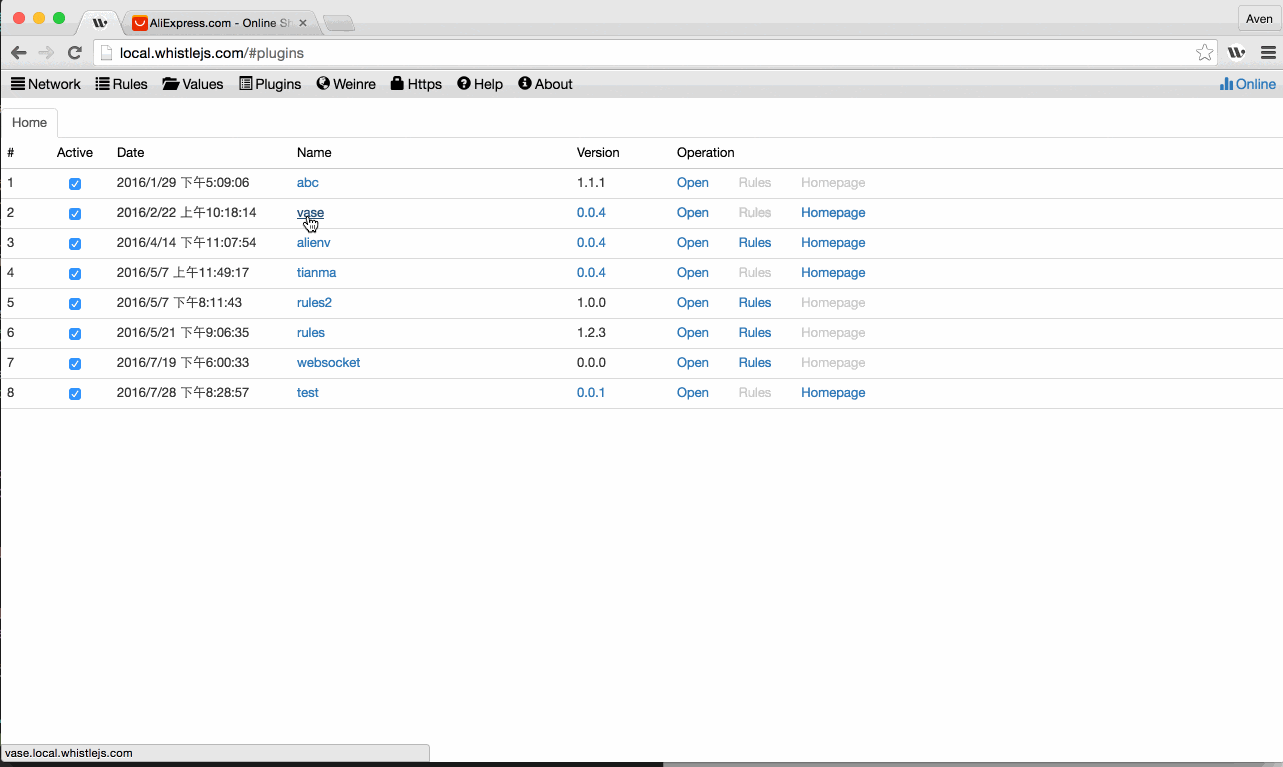 AliExpress.com - Online Sh
Aven
local.whistlejs.com/#plugins
Network Rules Values Plugins Weinre Https Help About Online
Home
# Active Date Name Version Operation
1 2016/1/29 下午5:09:06 abc 1.1.1 Open Rules Homepage
2 2016/2/22 上午10:18:14 vase 0.0.4 Open Rules Homepage
3 2016/4/14 下午11:07:54 alienv 0.0.4 Open Rules Homepage
4 2016/5/7 上午11:49:17 tianma 0.0.4 Open Rules Homepage
5 2016/5/7 下午8:11:43 rules2 1.0.0 Open Rules Homepage
6 2016/5/21 下午9:06:35 rules 1.2.3 Open Rules Homepage
7 2016/7/19 下午6:00:33 websocket 0.0.0 Open Rules Homepage
8 2016/7/28 下午8:28:57 test 0.0.1 Open Rules Homepage
vase.local.whistlejs.com